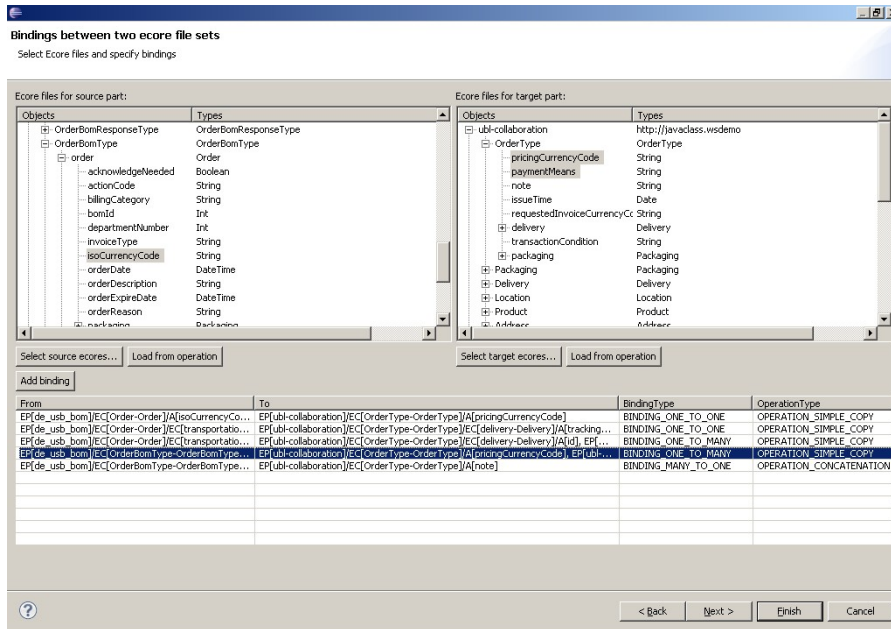 Bindings between two ecore file sets
Select Ecore files and specify bindings
Ecore files for source part:
Objects Types
OrderBomResponseType OrderBomResponseType
OrderBomType OrderBomType
order Order
acknowledgeNeeded Boolean
actionCode String
billingCategory String
bomId Int
departmentNumber Int
invoiceType String
isoCurrencyCode String
orderDate DateTime
orderDescription String
orderExpireDate DateTime
orderReason String
packaging Packaging
Select source ecores... Load from operation
Ecore files for target part:
Objects Types
ubl-collaboration http://javaclass.wsdemo
OrderType OrderType
pricingCurrencyCode String
paymentMeans String
note String
issueTime Date
requestedInvoiceCurrencyCc String
delivery Delivery
transactionCondition String
packaging Packaging
Packaging Packaging
Delivery Delivery
Location Location
Product Product
Address Address
Select target ecores... Load from operation
Add binding
From To BindingType OperationType
EP[de_usb_bom]/EC[Order-Order]/A[isoCurrencyCo... EP[ubl-collaboration]/EC[OrderType-OrderType]/A[pricingCurrencyCode] BINDING_ONE_TO_ONE OPERATION_SIMPLE_COPY
EP[de_usb_bom]/EC[Order-Order]/EC[transportatio... EP[ubl-collaboration]/EC[OrderType-OrderType]/EC[delivery-Delivery]/A[tracking... BINDING_ONE_TO_ONE OPERATION_SIMPLE_COPY
EP[de_usb_bom]/EC[Order-Order]/EC[transportatio... EP[ubl-collaboration]/EC[OrderType-OrderType]/EC[delivery-Delivery]/A[id], EP[... BINDING_ONE_TO_MANY OPERATION_SIMPLE_COPY
EP[de_usb_bom]/EC[OrderBomType-OrderBomType... EP[ubl-collaboration]/EC[OrderType-OrderType]/A[pricingCurrencyCode], EP[ubl-... BINDING_ONE_TO_MANY OPERATION_SIMPLE_COPY
EP[de_usb_bom]/EC[OrderBomType-OrderBomType... EP[ubl-collaboration]/EC[OrderType-OrderType]/A[note] BINDING_MANY_TO_ONE OPERATION_CONCATENATION
? < Back Next > Finish Cancel